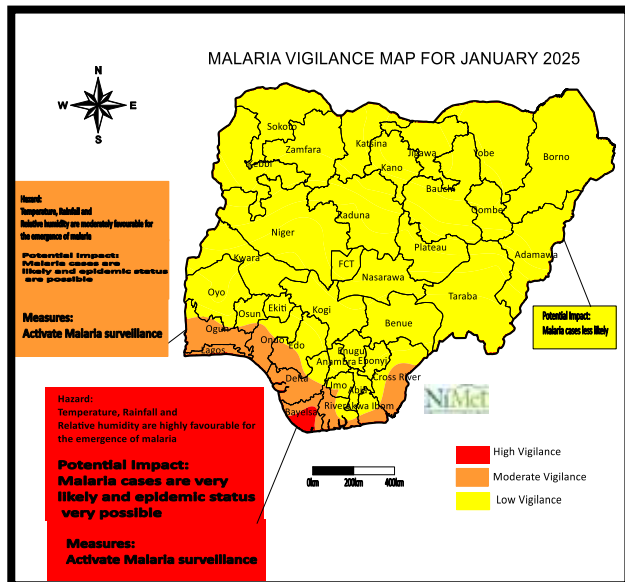 MALARIA VIGILANCE MAP FOR JANUARY 2025
N
W
E
S
Sokoto
Zamfara
Kebbi
Katsina
Kano
Jigawa
Yobe
Borno
Bauchi
Gombe
Kaduna
Niger
Plateau
Adamawa
Kwara
FCT
Nasarawa
Taraba
Oyo
Osun
Ekiti
Kogi
Benue
Ogun
Lagos
Ondo
Edo
Enugu
Anambra
Ebonyi
Delta
Imo
Abia
Cross River
Bayelsa
Rivers
Akwa Ibom
Hazard:
Temperature, Rainfall and
Relative humidity are moderately favourable for
the emergence of malaria
Potential Impact:
Malaria cases are
likely and epidemic status
are possible
Measures:
Activate Malaria surveillance
Potential Impact:
Malaria cases less likely
Hazard:
Temperature, Rainfall and
Relative humidity are highly favourable for
the emergence of malaria
Potential Impact:
Malaria cases are very
likely and epidemic status
very possible
Measures:
Activate Malaria surveillance
NiMet
0km 200km 400km
High Vigilance
Moderate Vigilance
Low Vigilance